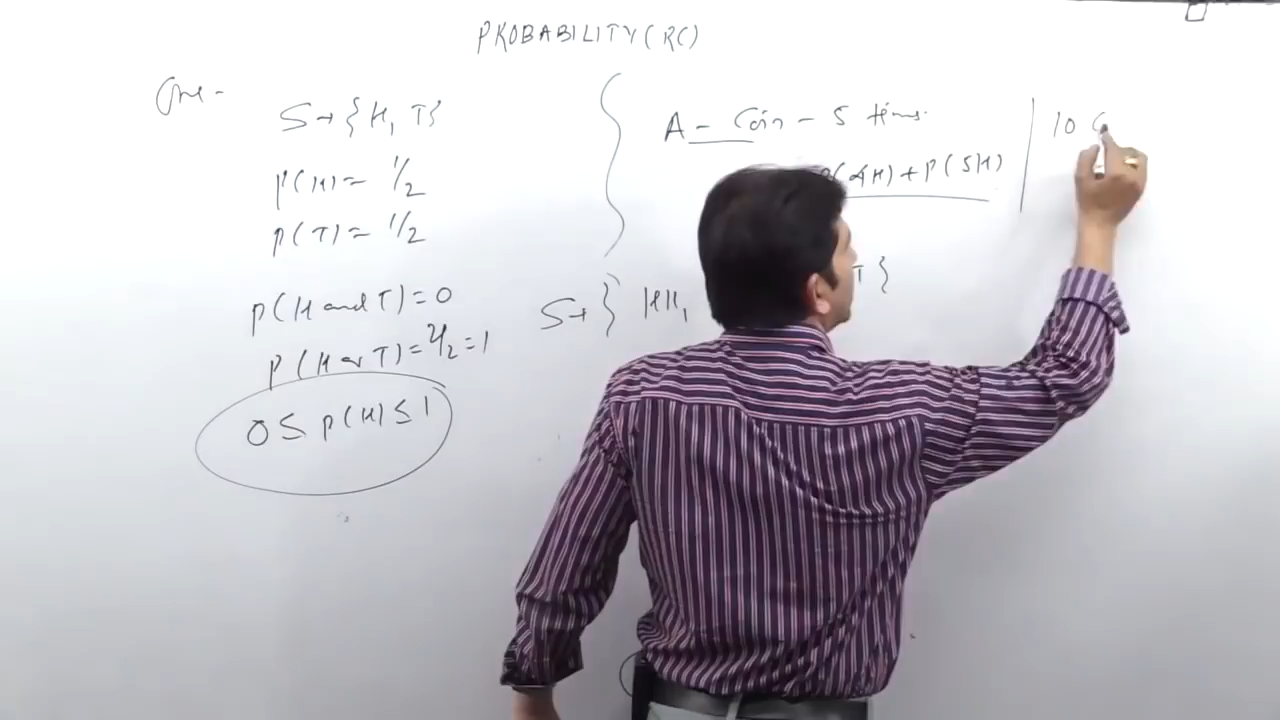 PROBABILITY (RC)
One -
S → {H, T}
P(H) = 1/2
P(T) = 1/2
P(H and T) = 0
P(H or T) = 2/2 = 1
0 ≤ P(H) ≤ 1
A - Coin - 5 times.
P(4H) + P(5H)
S → { HH,
T }
10 C